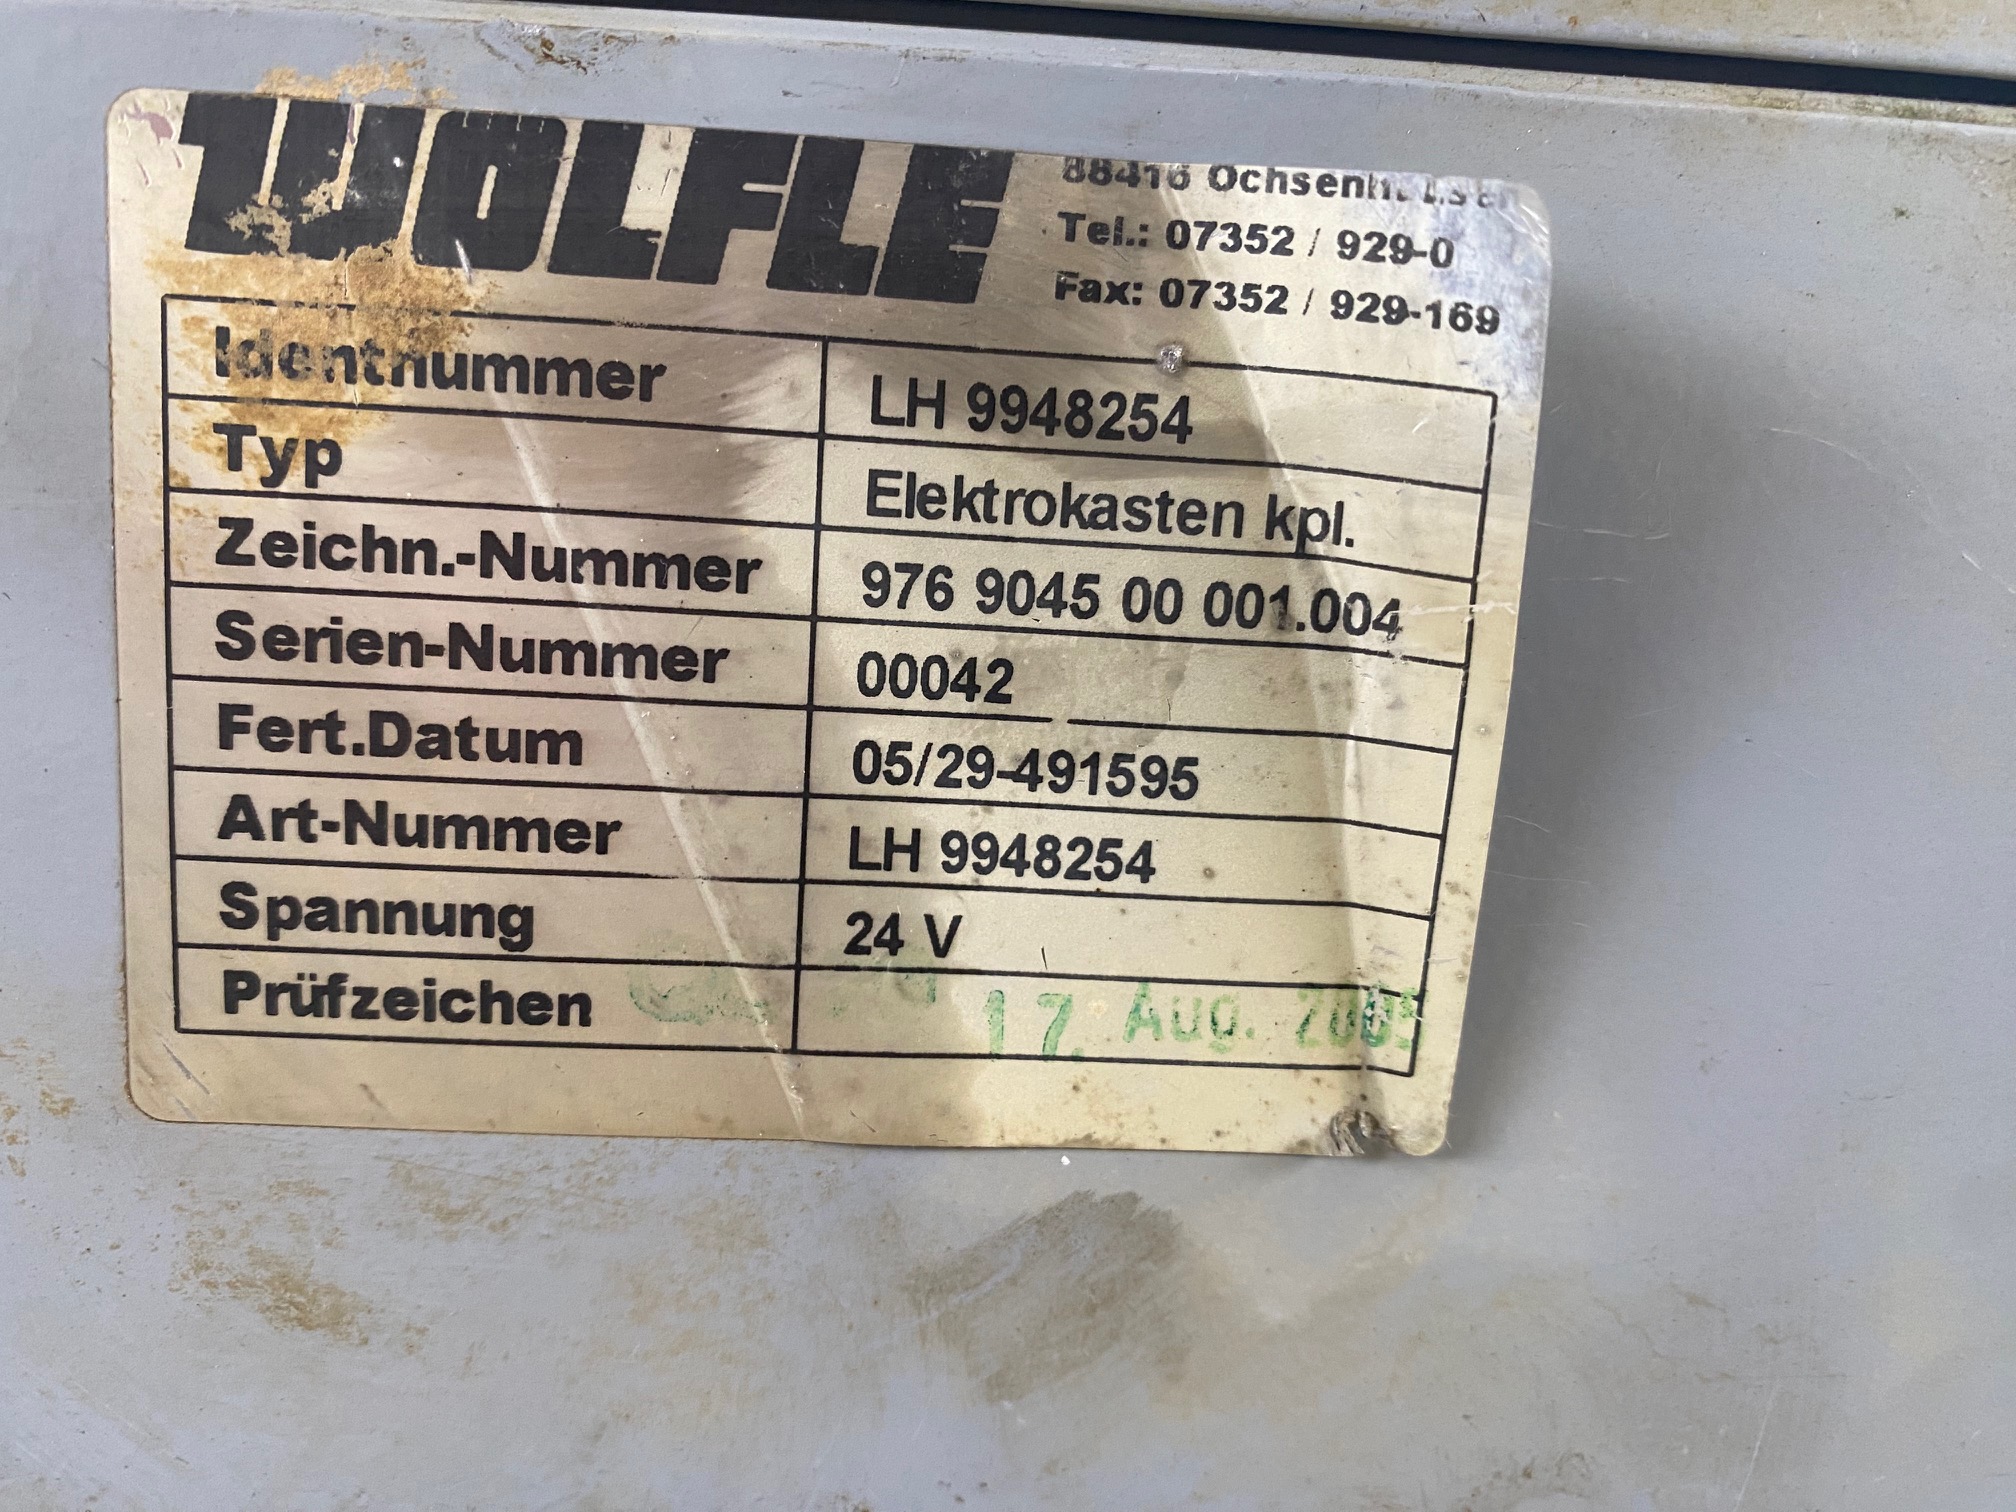 WÖLFLE
88416 Ochsenh
Tel.: 07352 / 929-0
Fax: 07352 / 929-169
Identnummer LH 9948254
Typ Elektrokasten kpl.
Zeichn.-Nummer 976 9045 00 001.004
Serien-Nummer 00042
Fert.Datum 05/29-491595
Art-Nummer LH 9948254
Spannung 24 V
Prüfzeichen 17. Aug. 2005